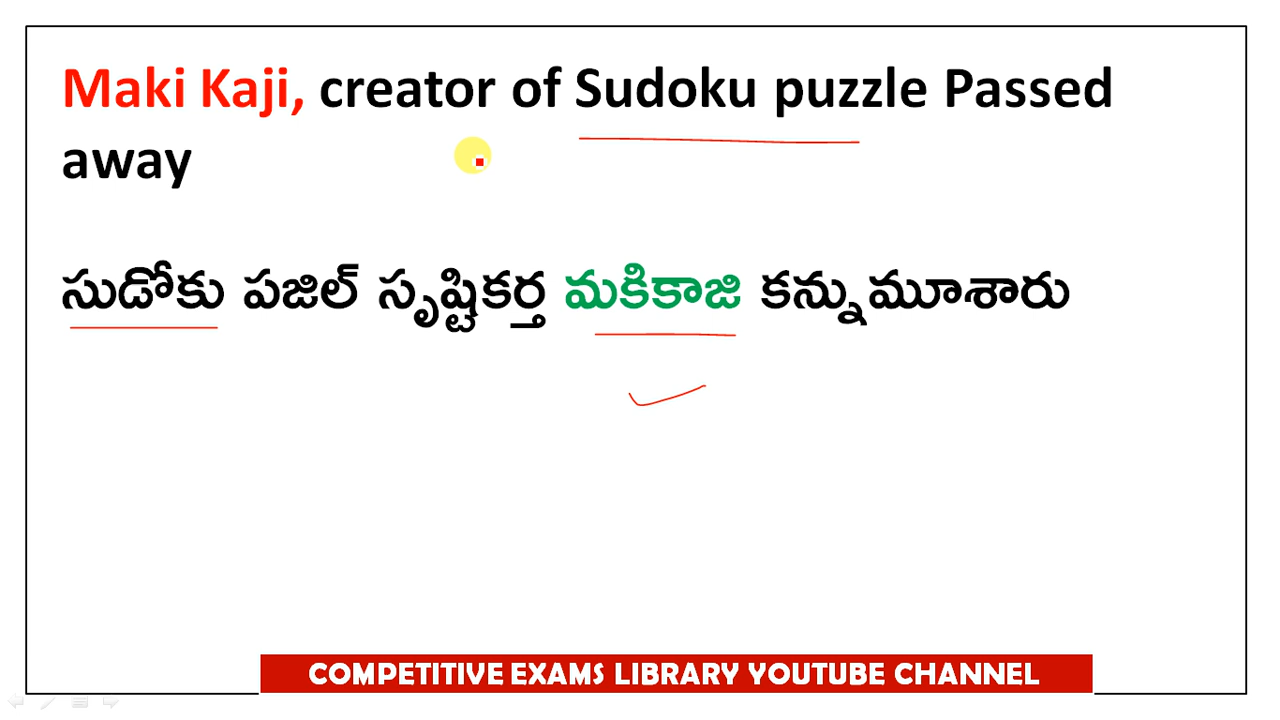 Maki Kaji, creator of Sudoku puzzle Passed
away
సుడోకు పజిల్ సృష్టికర్త మకికాజి కన్నుమూశారు
COMPETITIVE EXAMS LIBRARY YOUTUBE CHANNEL